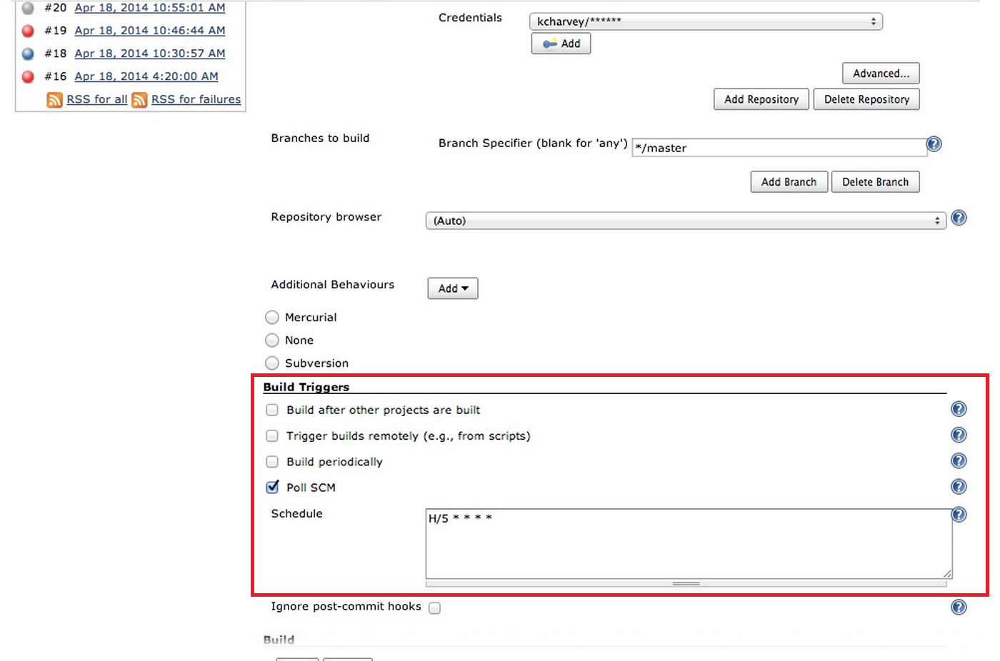 #20 Apr 18, 2014 10:55:01 AM
#19 Apr 18, 2014 10:46:44 AM
#18 Apr 18, 2014 10:30:57 AM
#16 Apr 18, 2014 4:20:00 AM
RSS for all RSS for failures
Credentials kcharvey/******
Add
Advanced...
Add Repository Delete Repository
Branches to build Branch Specifier (blank for 'any') */master
Add Branch Delete Branch
Repository browser (Auto)
Additional Behaviours Add
Mercurial
None
Subversion
Build Triggers
Build after other projects are built
Trigger builds remotely (e.g., from scripts)
Build periodically
Poll SCM
Schedule H/5 * * * *
Ignore post-commit hooks
Build